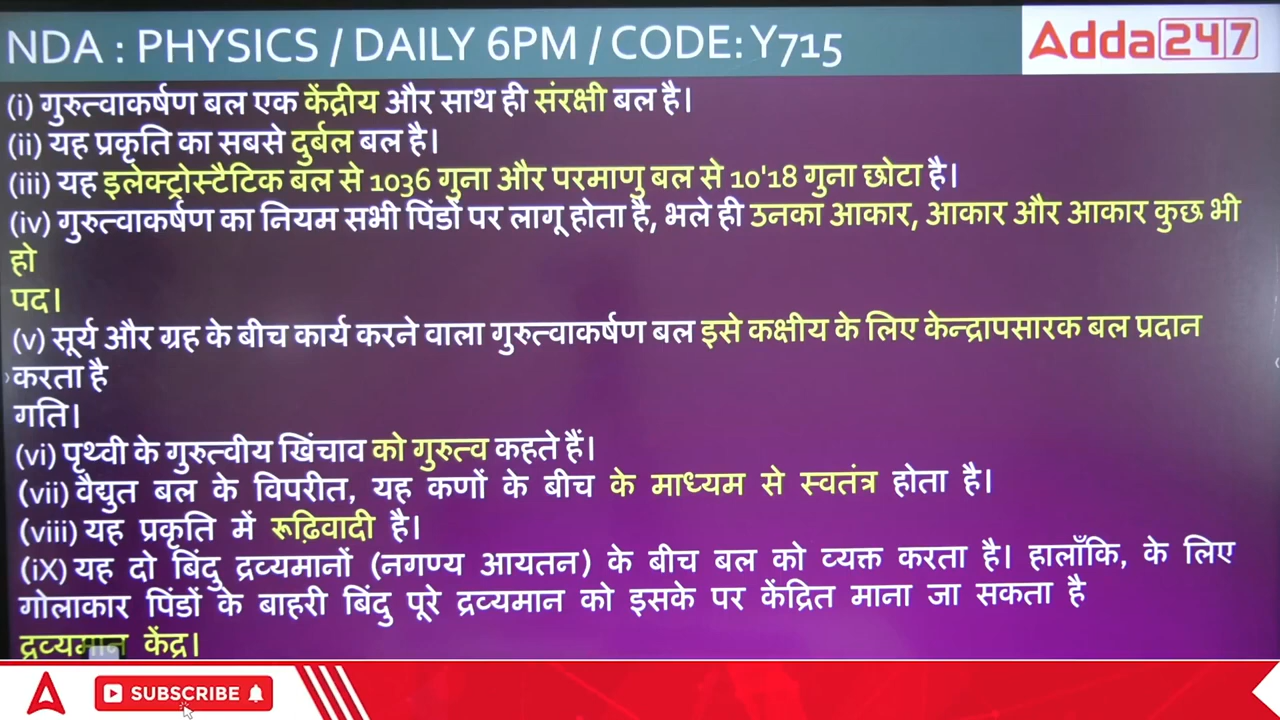 NDA : PHYSICS / DAILY 6PM / CODE: Y715
Adda247
(i) गुरुत्वाकर्षण बल एक केंद्रीय और साथ ही संरक्षी बल है।
(ii) यह प्रकृति का सबसे दुर्बल बल है।
(iii) यह इलेक्ट्रोस्टैटिक बल से 1036 गुना और परमाणु बल से 10'18 गुना छोटा है।
(iv) गुरुत्वाकर्षण का नियम सभी पिंडों पर लागू होता है, भले ही उनका आकार, आकार और आकार कुछ भी
हो
पद।
(v) सूर्य और ग्रह के बीच कार्य करने वाला गुरुत्वाकर्षण बल इसे कक्षीय के लिए केन्द्रापसारक बल प्रदान
करता है
गति।
(vi) पृथ्वी के गुरुत्वीय खिंचाव को गुरुत्व कहते हैं।
(vii) वैद्युत बल के विपरीत, यह कणों के बीच के माध्यम से स्वतंत्र होता है।
(viii) यह प्रकृति में रूढ़िवादी है।
(iX) यह दो बिंदु द्रव्यमानों (नगण्य आयतन) के बीच बल को व्यक्त करता है। हालाँकि, के लिए
गोलाकार पिंडों के बाहरी बिंदु पूरे द्रव्यमान को इसके पर केंद्रित माना जा सकता है
द्रव्यमान केंद्र।
SUBSCRIBE